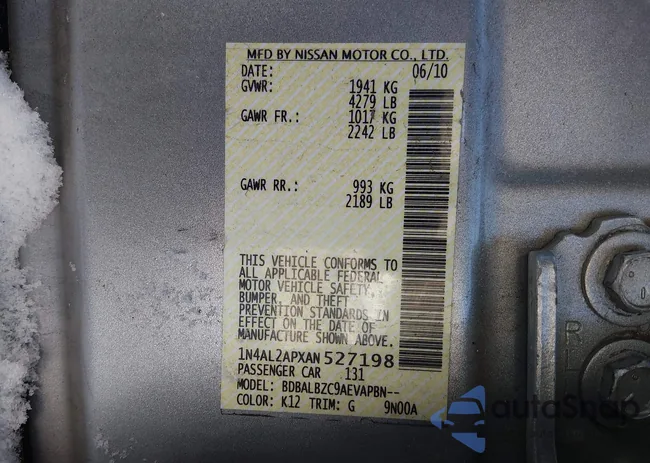 MFD BY NISSAN MOTOR CO., LTD.
DATE: 06/10
GVWR: 1941 KG
4279 LB
GAWR FR.: 1017 KG
2242 LB
GAWR RR.: 993 KG
2189 LB
THIS VEHICLE CONFORMS TO
ALL APPLICABLE FEDERAL
MOTOR VEHICLE SAFETY,
BUMPER, AND THEFT
PREVENTION STANDARDS IN
EFFECT ON THE DATE OF
MANUFACTURE SHOWN ABOVE.
1N4AL2APXAN527198
PASSENGER CAR 131
MODEL: BDBALBZC9AEVAPBN--
COLOR: K12 TRIM: G 9N00A
B
L
autoSnap